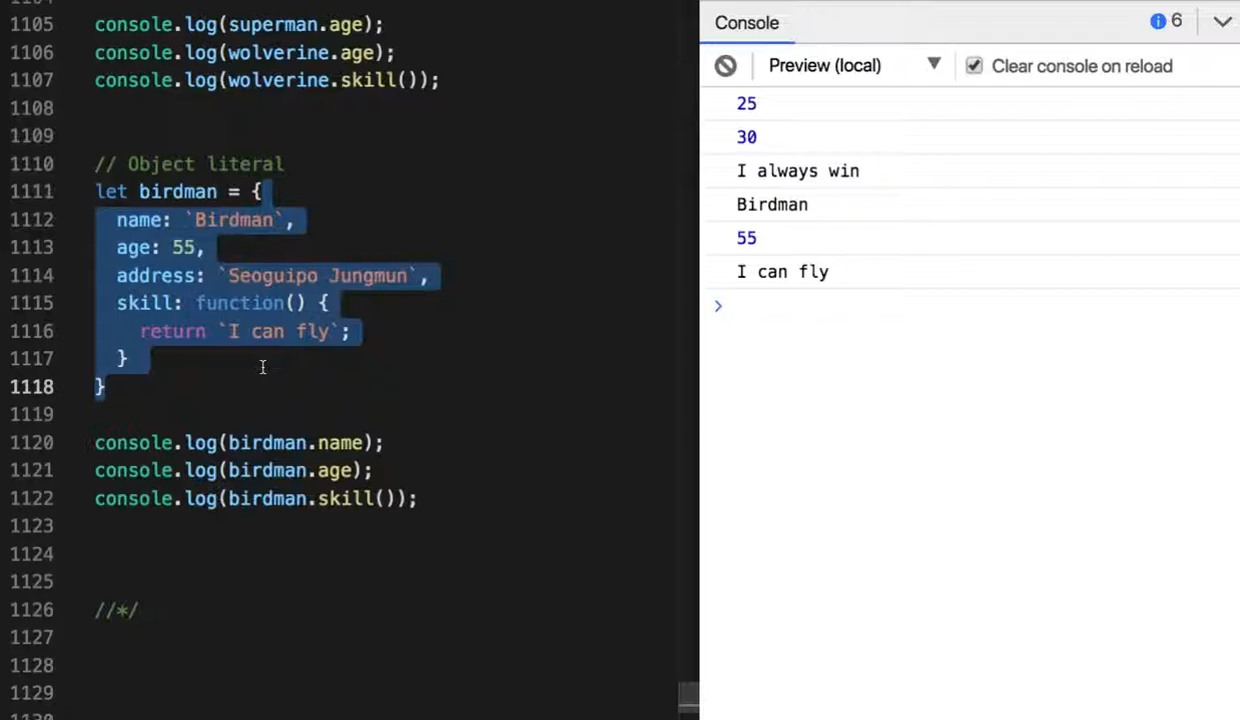 1105 console.log(superman.age);
1106 console.log(wolverine.age);
1107 console.log(wolverine.skill());
1108
1109
1110 // Object literal
1111 let birdman = {
1112 name: `Birdman`,
1113 age: 55,
1114 address: `Seoguipo Jungmun`,
1115 skill: function() {
1116 return `I can fly`;
1117 }
1118 }
1119
1120 console.log(birdman.name);
1121 console.log(birdman.age);
1122 console.log(birdman.skill());
1123
1124
1125
1126 //*/
1127
1128
1129
Console 6
Preview (local) Clear console on reload
25
30
I always win
Birdman
55
I can fly